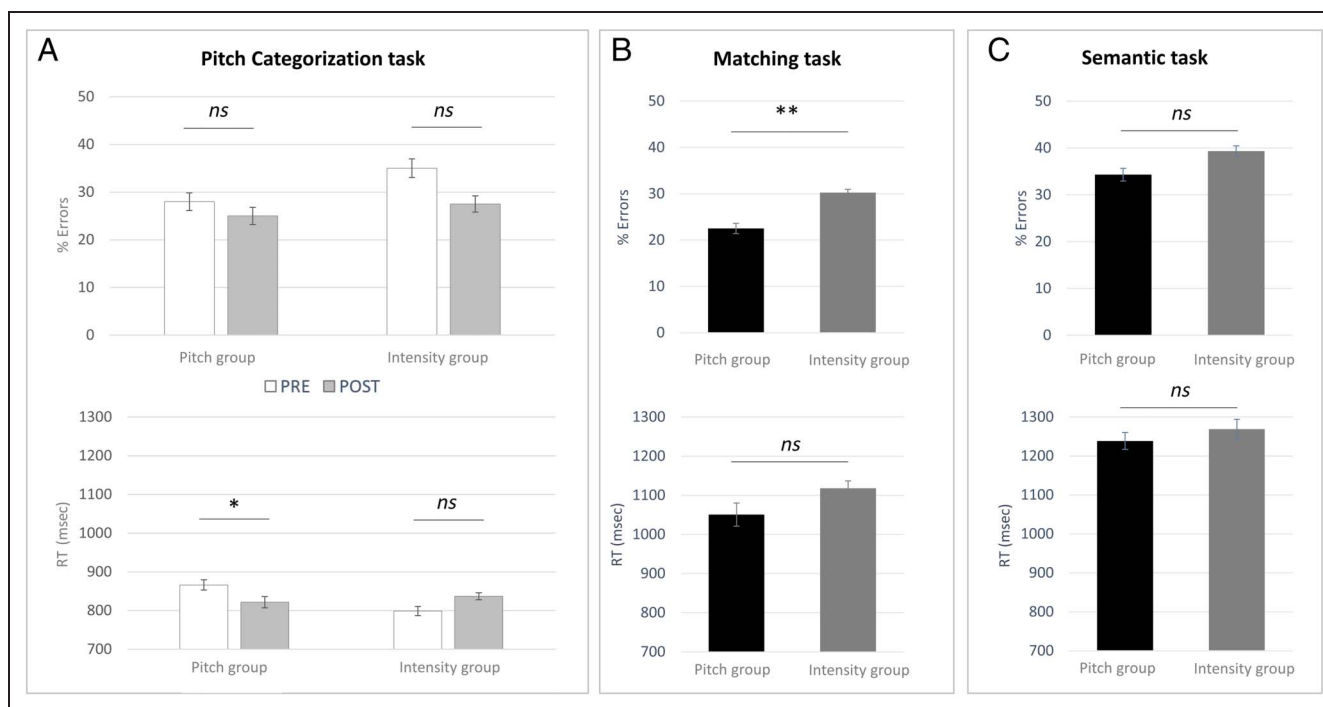 A
Pitch Categorization task
50
40
30
20
10
0
% Errors
ns
ns
Pitch group
Intensity group
PRE POST
1300
1200
1100
1000
900
800
700
RT (msec)
*
ns
Pitch group
Intensity group
B
Matching task
50
40
30
20
10
0
% Errors
**
Pitch group
Intensity group
1300
1200
1100
1000
900
800
700
RT (msec)
ns
Pitch group
Intensity group
C
Semantic task
50
40
30
20
10
0
% Errors
ns
Pitch group
Intensity group
1300
1200
1100
1000
900
800
700
RT (msec)
ns
Pitch group
Intensity group